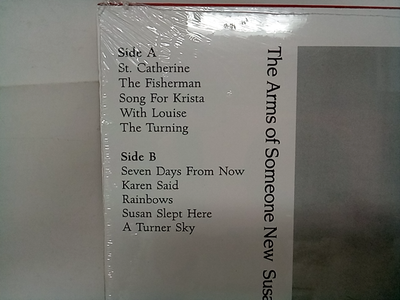 Side A
St. Catherine
The Fisherman
Song For Krista
With Louise
The Turning
Side B
Seven Days From Now
Karen Said
Rainbows
Susan Slept Here
A Turner Sky
The Arms of Someone New Susa